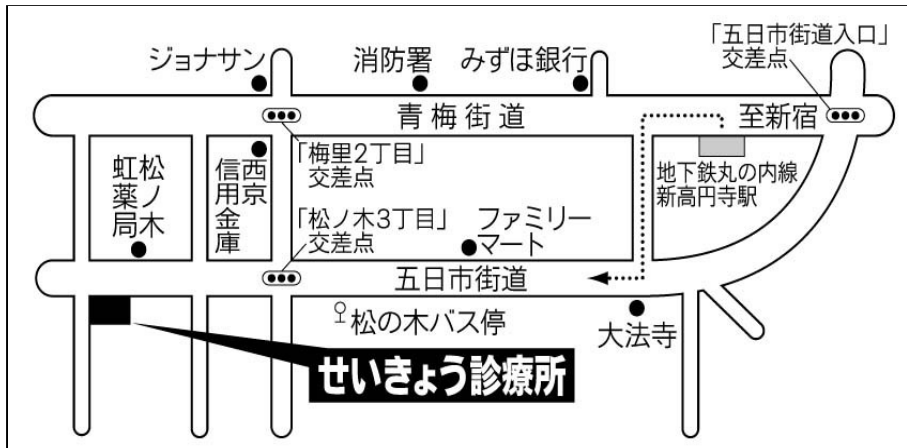 ジョナサン
消防署
みずほ銀行
「五日市街道入口」
交差点
青梅街道
至新宿
「梅里2丁目」
交差点
地下鉄丸の内線
新高円寺駅
松ノ木
虹薬局
西京
信用金庫
「松ノ木3丁目」
交差点
ファミリー
マート
五日市街道
松の木バス停
大法寺
せいきょう診療所